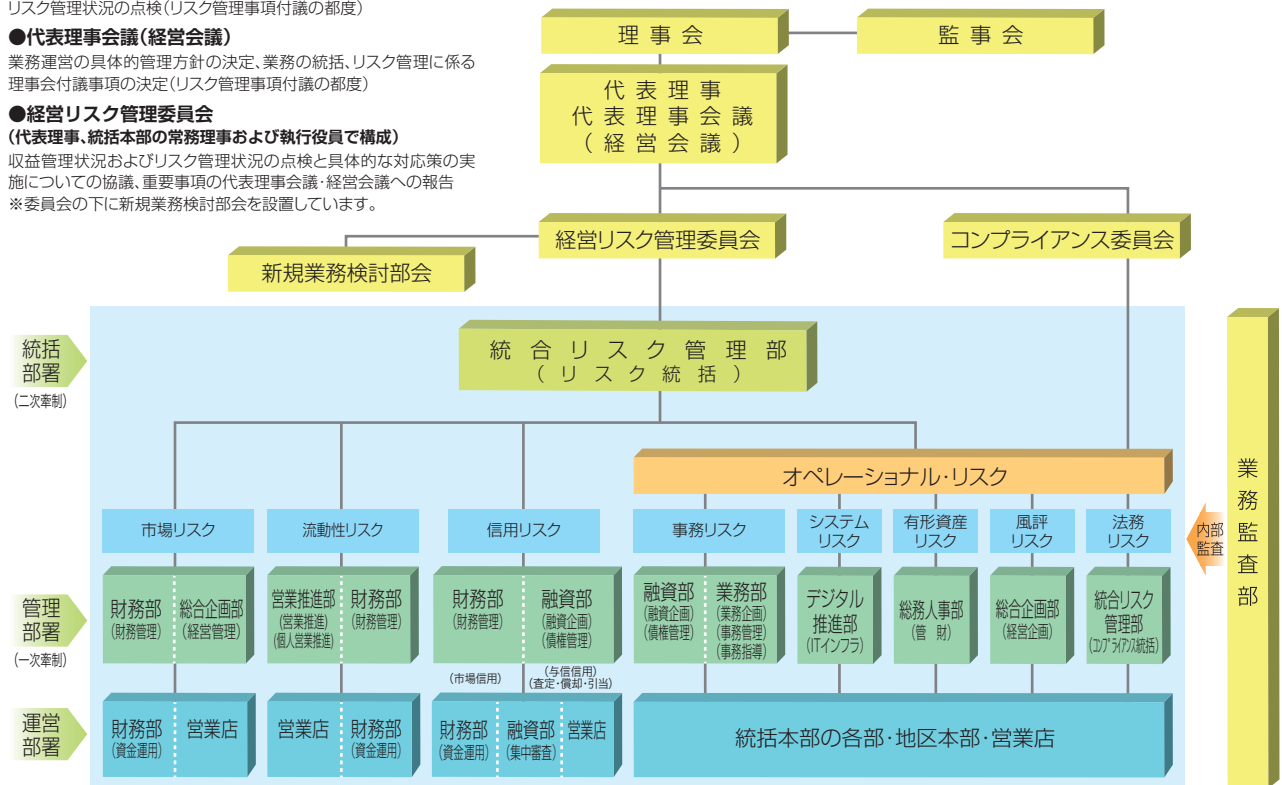 リスク管理状況の点検(リスク管理事項付議の都度)
●代表理事会議(経営会議)
業務運営の具体的管理方針の決定、業務の統括、リスク管理に係る
理事会付議事項の決定(リスク管理事項付議の都度)
●経営リスク管理委員会
(代表理事、統括本部の常務理事および執行役員で構成)
収益管理状況およびリスク管理状況の点検と具体的な対応策の実
施についての協議、重要事項の代表理事会議・経営会議への報告
※委員会の下に新規業務検討部会を設置しています。
理事会
監事会
代表理事
代表理事会議
(経営会議)
経営リスク管理委員会
コンプライアンス委員会
新規業務検討部会
統括
部署
(二次牽制)
統合リスク管理部
(リスク統括)
オペレーショナル・リスク
市場リスク
流動性リスク
信用リスク
事務リスク
システム
リスク
有形資産
リスク
風評
リスク
法務
リスク
内部
監査
業務監査部
管理
部署
(一次牽制)
財務部
(財務管理)
総合企画部
(経営管理)
営業推進部
(営業推進)
(個人営業推進)
財務部
(財務管理)
財務部
(財務管理)
融資部
(融資企画)
(債権管理)
融資部
(融資企画)
(債権管理)
業務部
(業務企画)
(事務管理)
(事務指導)
デジタル
推進部
(ITインフラ)
総務人事部
(管 財)
総合企画部
(経営企画)
統合リスク
管理部
(コンプライアンス統括)
(市場信用)
(与信信用)
(査定・償却・引当)
運営
部署
財務部
(資金運用)
営業店
営業店
財務部
(資金運用)
財務部
(資金運用)
融資部
(集中審査)
営業店
統括本部の各部・地区本部・営業店